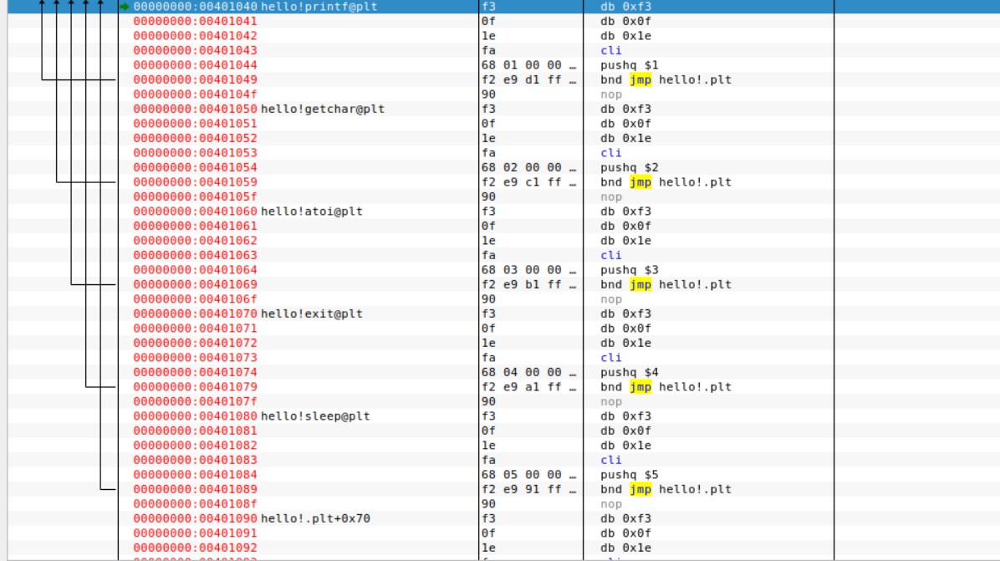 00000000:00401040 hello!printf@plt f3 db 0xf3
00000000:00401041 0f db 0x0f
00000000:00401042 1e db 0x1e
00000000:00401043 fa cli
00000000:00401044 68 01 00 00 … pushq $1
00000000:00401049 f2 e9 d1 ff … bnd jmp hello!.plt
00000000:0040104f 90 nop
00000000:00401050 hello!getchar@plt f3 db 0xf3
00000000:00401051 0f db 0x0f
00000000:00401052 1e db 0x1e
00000000:00401053 fa cli
00000000:00401054 68 02 00 00 … pushq $2
00000000:00401059 f2 e9 c1 ff … bnd jmp hello!.plt
00000000:0040105f 90 nop
00000000:00401060 hello!atoi@plt f3 db 0xf3
00000000:00401061 0f db 0x0f
00000000:00401062 1e db 0x1e
00000000:00401063 fa cli
00000000:00401064 68 03 00 00 … pushq $3
00000000:00401069 f2 e9 b1 ff … bnd jmp hello!.plt
00000000:0040106f 90 nop
00000000:00401070 hello!exit@plt f3 db 0xf3
00000000:00401071 0f db 0x0f
00000000:00401072 1e db 0x1e
00000000:00401073 fa cli
00000000:00401074 68 04 00 00 … pushq $4
00000000:00401079 f2 e9 a1 ff … bnd jmp hello!.plt
00000000:0040107f 90 nop
00000000:00401080 hello!sleep@plt f3 db 0xf3
00000000:00401081 0f db 0x0f
00000000:00401082 1e db 0x1e
00000000:00401083 fa cli
00000000:00401084 68 05 00 00 … pushq $5
00000000:00401089 f2 e9 91 ff … bnd jmp hello!.plt
00000000:0040108f 90 nop
00000000:00401090 hello!.plt+0x70 f3 db 0xf3
00000000:00401091 0f db 0x0f
00000000:00401092 1e db 0x1e